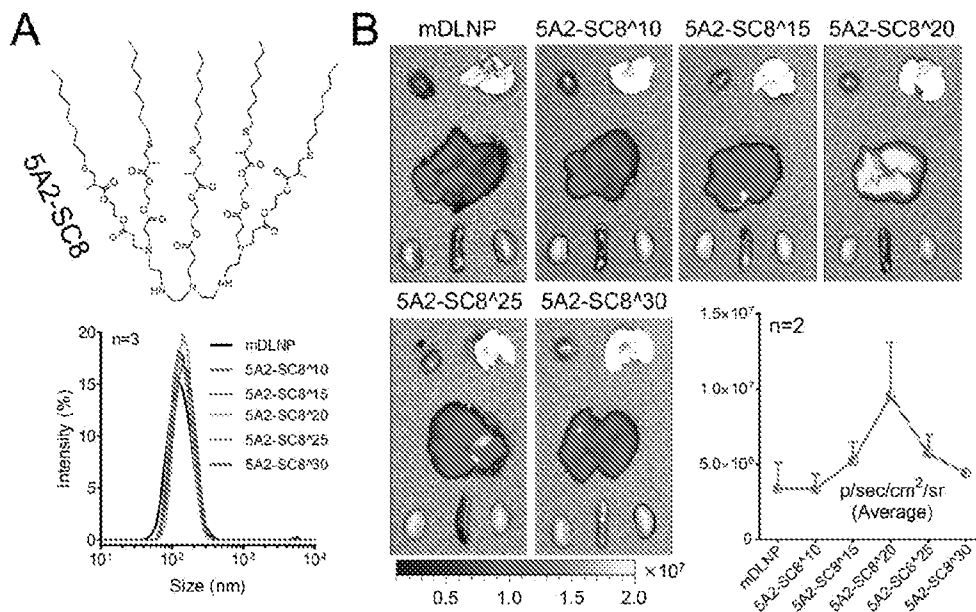 A
5A2-SC8
n=3
mDLNP
5A2-SC8^10
5A2-SC8^15
5A2-SC8^20
5A2-SC8^25
5A2-SC8^30
20
15
10
5
0
Intensity (%)
10¹ 10² 10³ 10⁴
Size (nm)
B
mDLNP 5A2-SC8^10 5A2-SC8^15 5A2-SC8^20
5A2-SC8^25 5A2-SC8^30
×10⁷
0.5 1.0 1.5 2.0
n=2
1.5×10⁷
1.0×10⁷
5.0×10⁶
0
p/sec/cm²/sr
(Average)
mDLNP
5A2-SC8^10
5A2-SC8^15
5A2-SC8^20
5A2-SC8^25
5A2-SC8^30